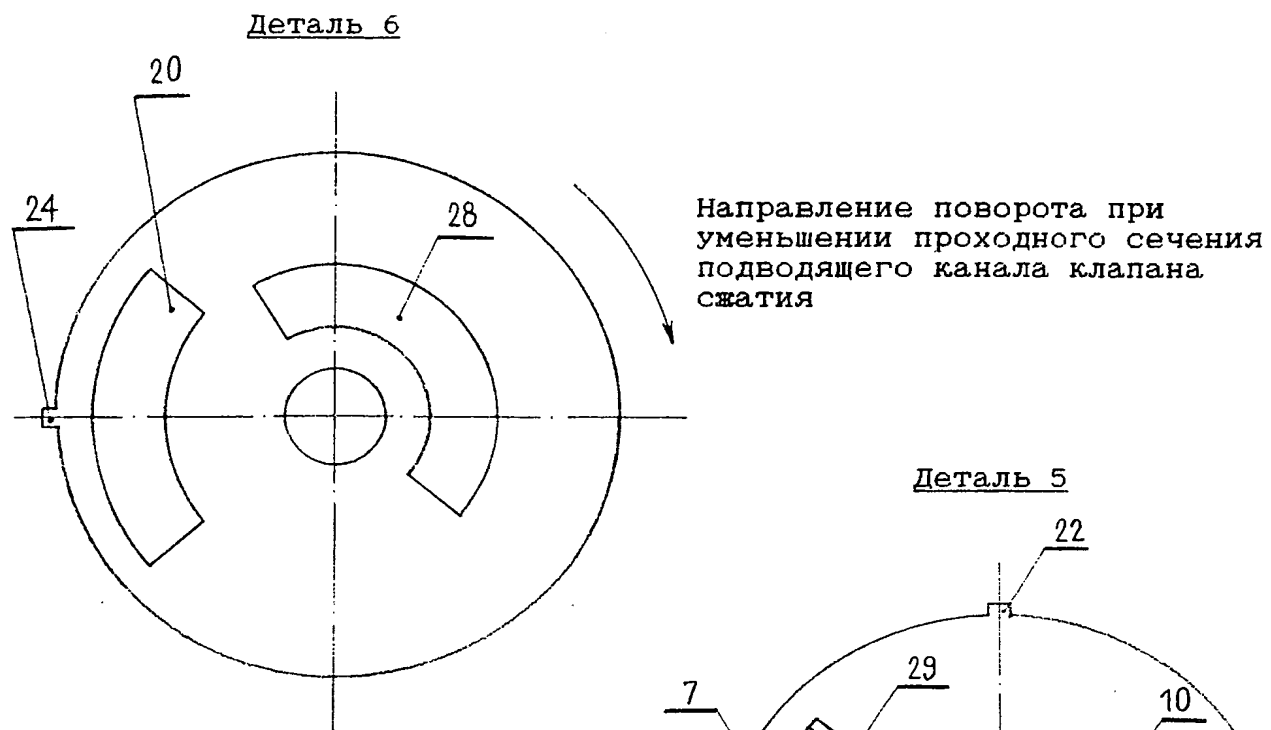 Деталь 6
20
24
28
Направление поворота при
уменьшении проходного сечения
подводящего канала клапана
сжатия
Деталь 5
22
29
7
10